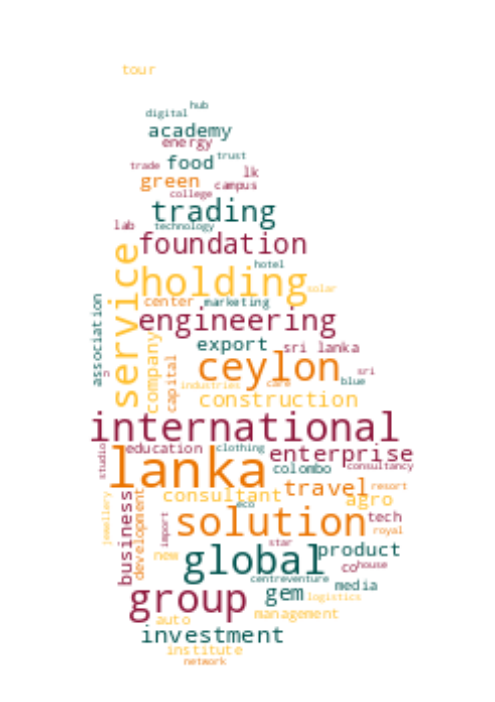 tour
hub
digital
academy
energy
trust
food
trade
lk
green
campus
college
trading
lab
technology
foundation
service
hotel
holding
solar
association
center
marketing
engineering
company
export
sri lanka
capital
ceylon
sri
n
industries
care
blue
construction
international
studio
education
clothing
enterprise
lanka
colombo
consultancy
jewellery
business
development
consultant
travel
resort
agro
eco
import
solution
tech
royal
star
new
global
product
co
house
centre
venture
group
gem
media
logistics
auto
management
investment
institute
network